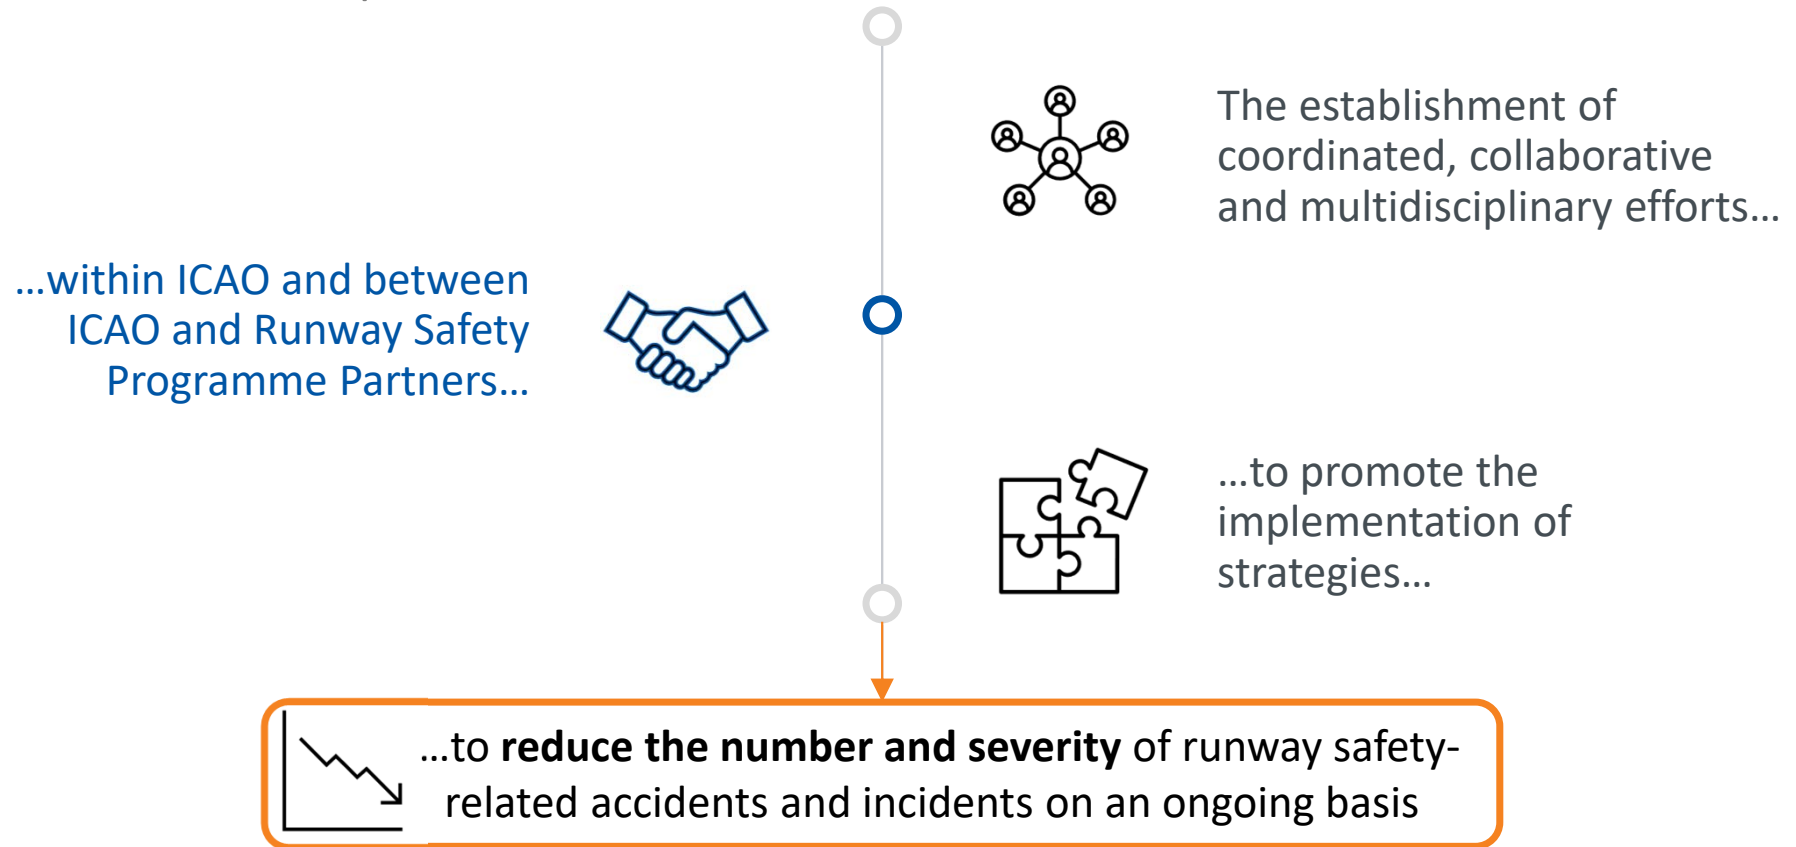 The establishment of
coordinated, collaborative
and multidisciplinary efforts…
…within ICAO and between
ICAO and Runway Safety
Programme Partners…
…to promote the
implementation of
strategies…
…to reduce the number and severity of runway safety-
related accidents and incidents on an ongoing basis